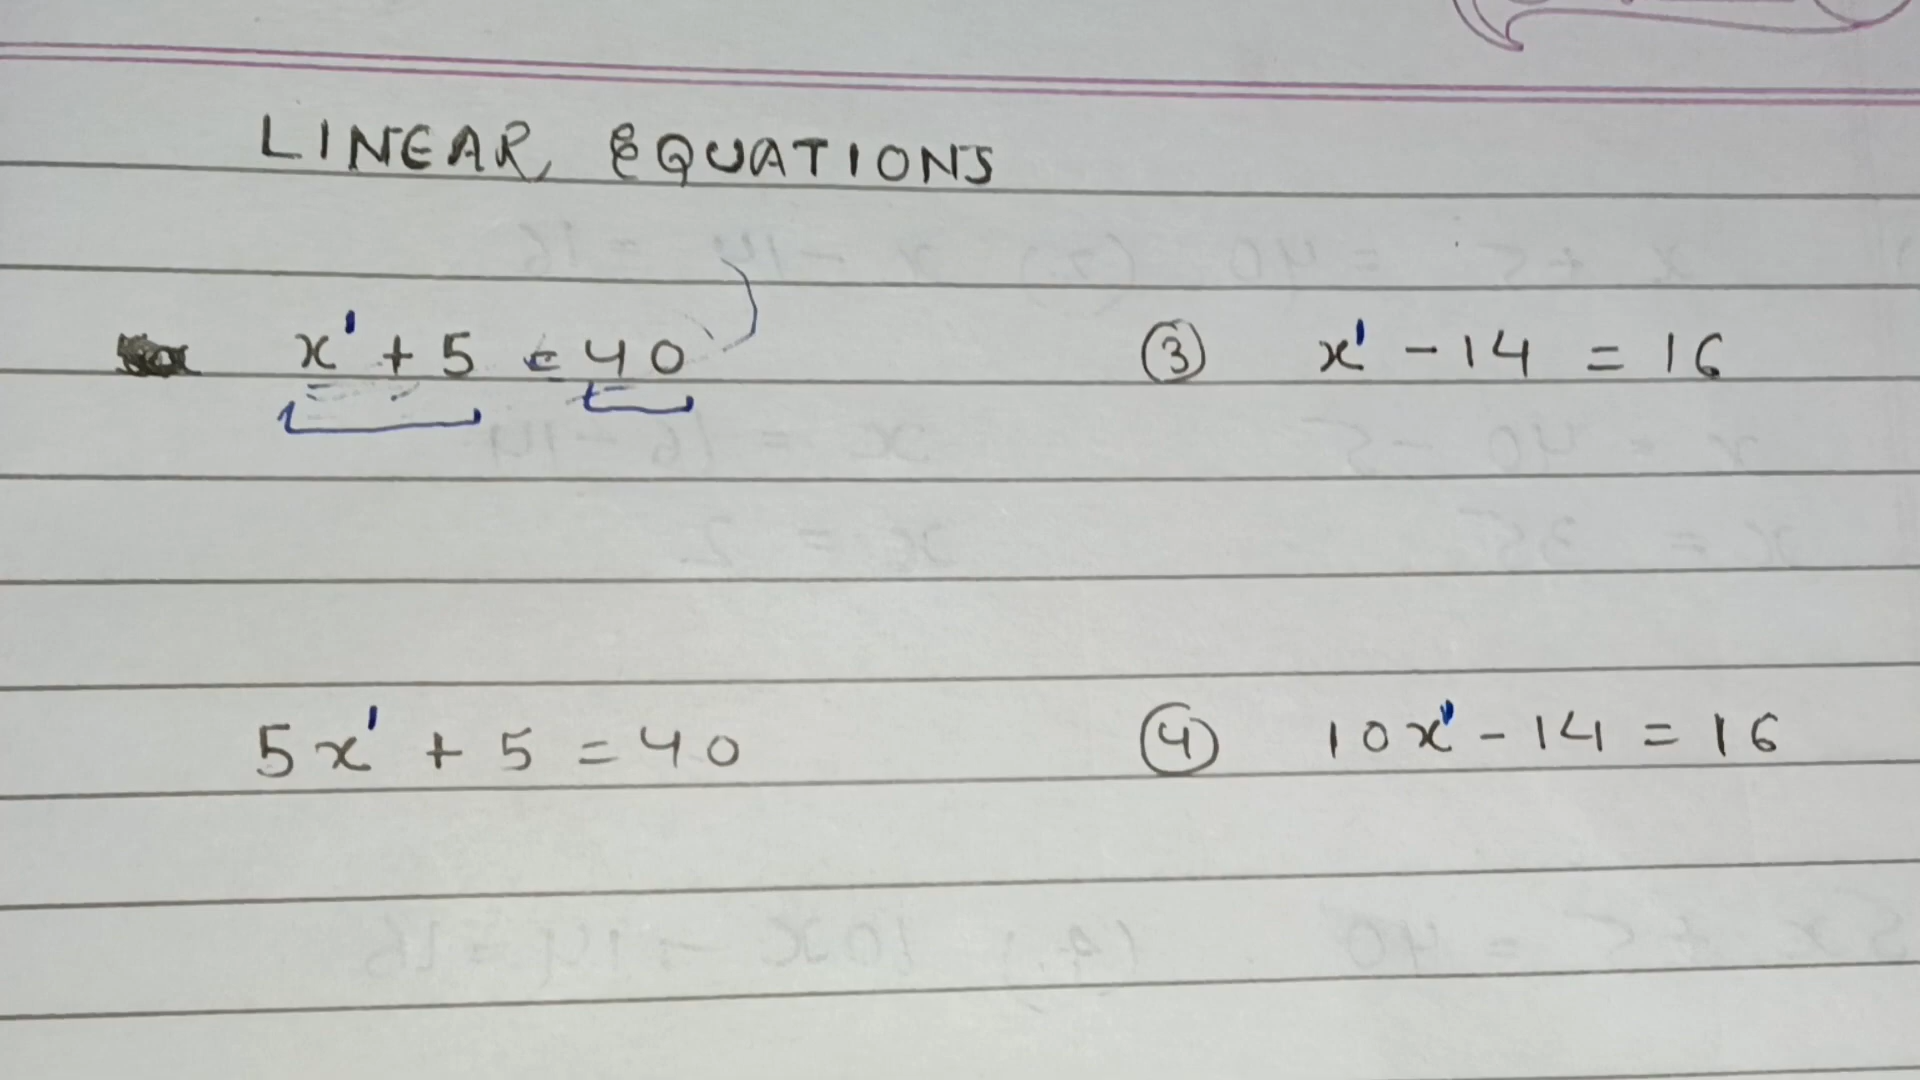 LINEAR EQUATIONS
x¹ + 5 = 40
③ x¹ - 14 = 16
5x¹ + 5 = 40
④ 10x¹ - 14 = 16